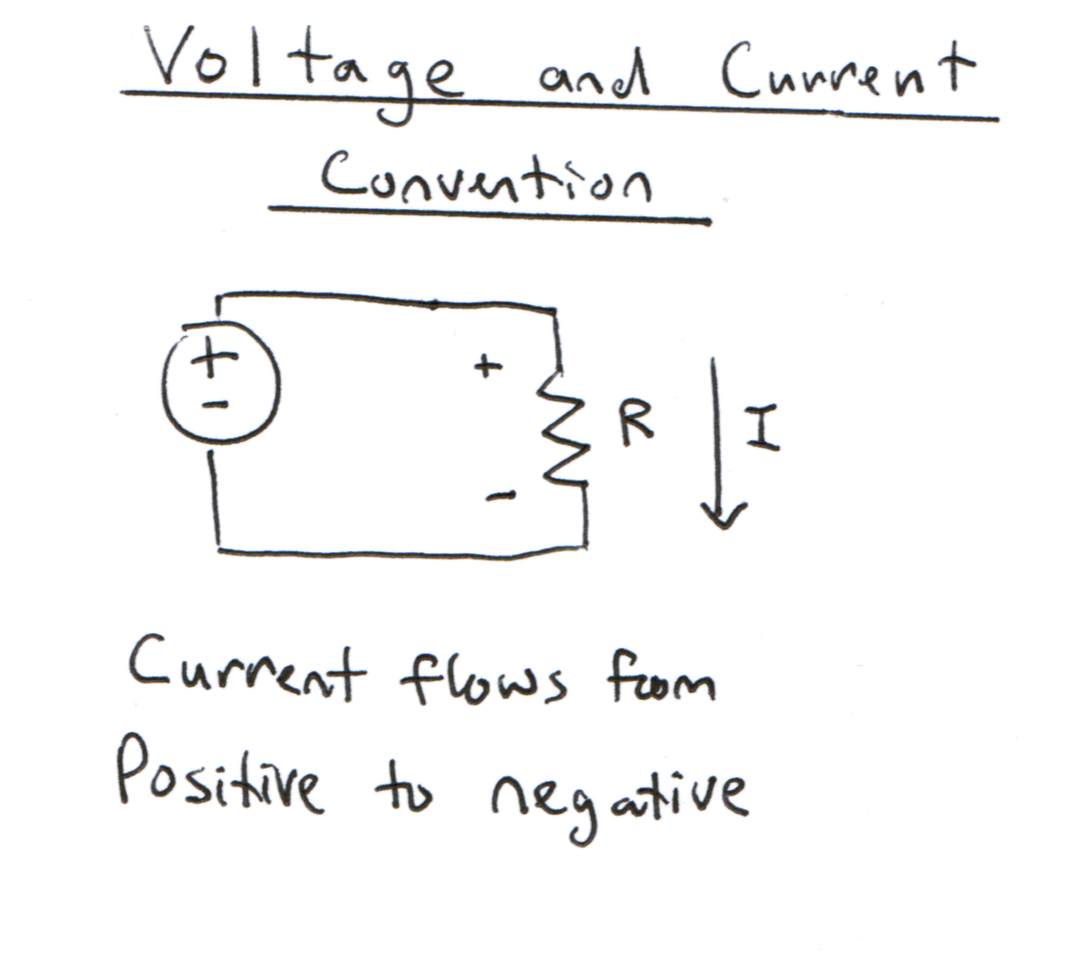 Voltage and Current
Convention
+
-
+
-
R
I
Current flows from
Positive to negative